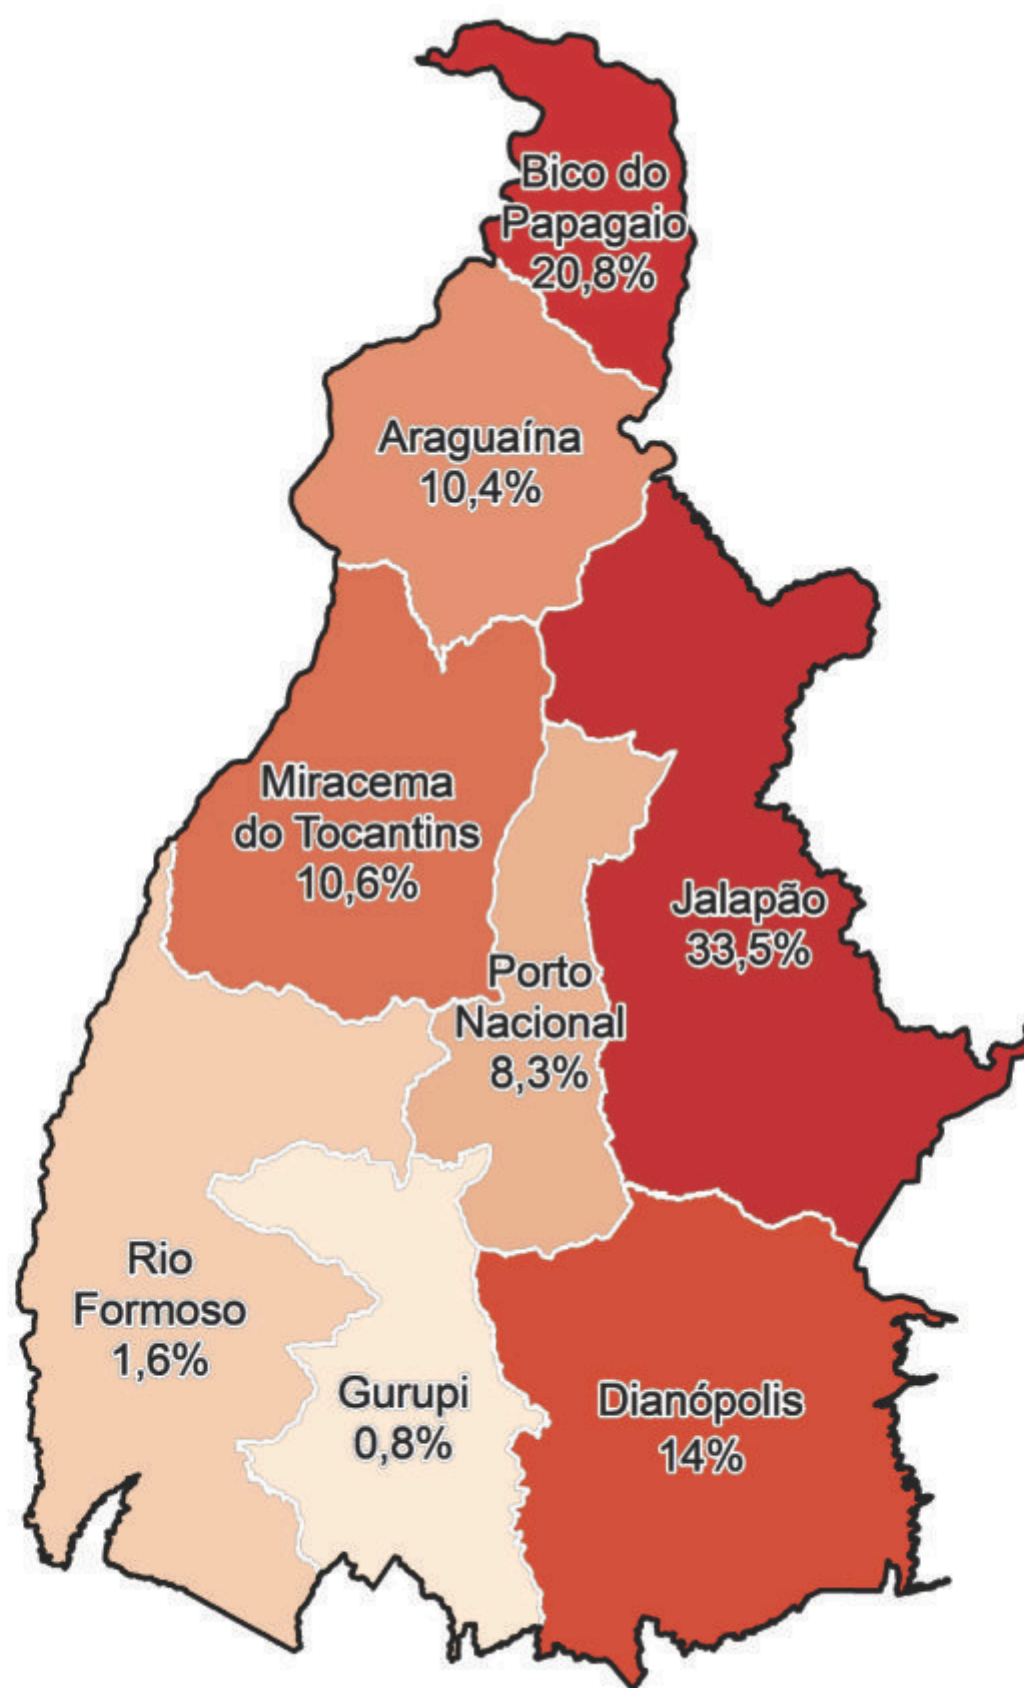 Bico do
Papagaio
20,8%
Araguaína
10,4%
Miracema
do Tocantins
10,6%
Jalapão
33,5%
Porto
Nacional
8,3%
Rio
Formoso
1,6%
Gurupi
0,8%
Dianópolis
14%